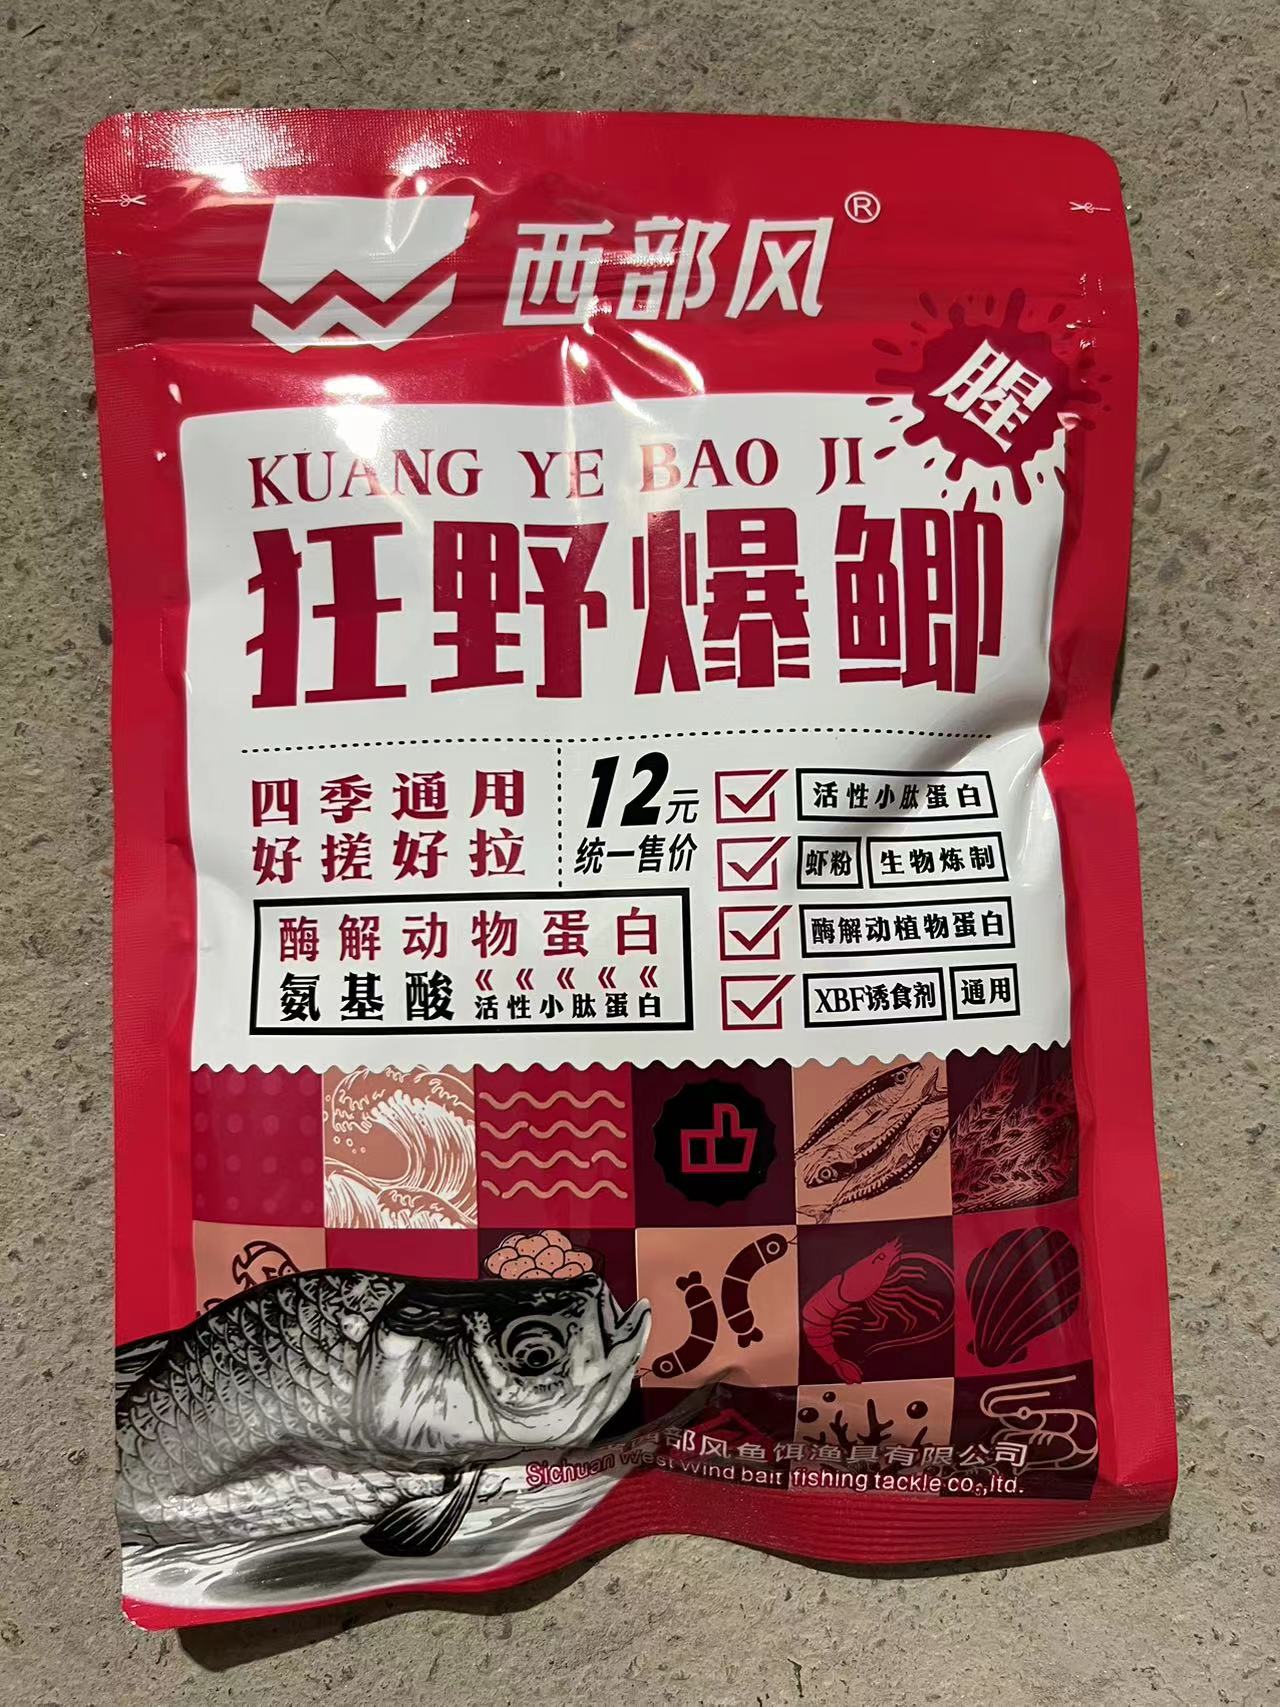 西部风®
腥
KUANG YE BAO JI
狂野爆鲫
四季通用
好搓好拉
12元
统一售价
活性小肽蛋白
虾粉 生物炼制
酶解动植物蛋白
XBF诱食剂 通用
酶解动物蛋白
氨基酸 《《《《《
活性小肽蛋白
西部风鱼饵渔具有限公司
Sichuan West Wind bait fishing tackle co.,ltd.